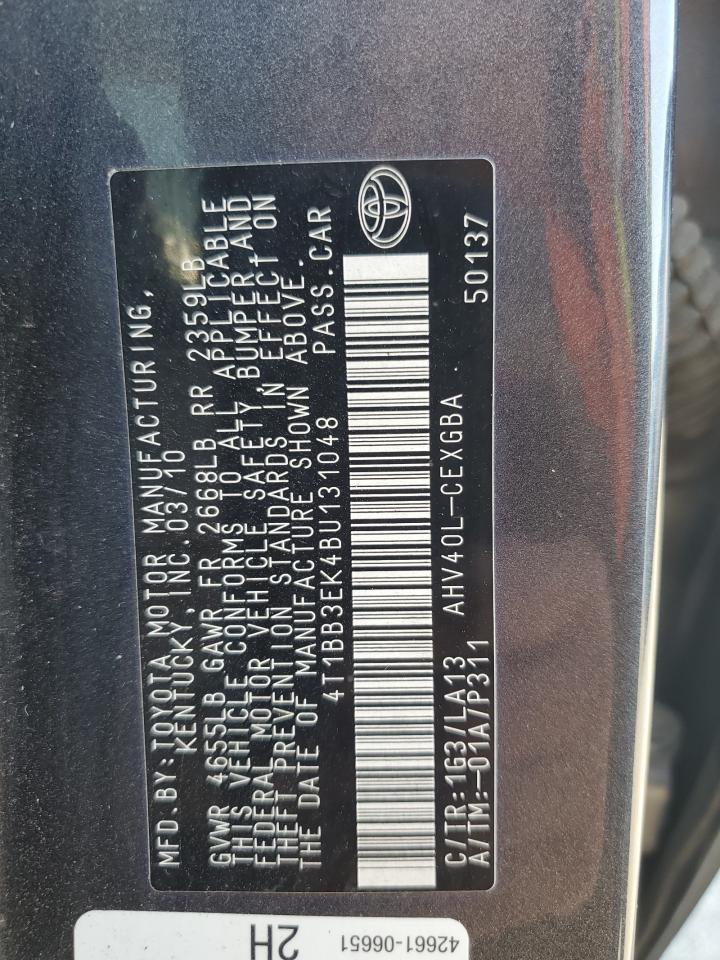 MFD.BY:TOYOTA MOTOR MANUFACTURING,
KENTUCKY, INC.03/10
GVWR 4655LB GAWR FR 2668LB RR 2359LB
THIS VEHICLE CONFORMS TO ALL APPLICABLE
FEDERAL MOTOR VEHICLE SAFETY, BUMPER,AND
THEFT PREVENTION STANDARDS IN EFFECT ON
THE DATE OF MANUFACTURE SHOWN ABOVE.
4T1BB3EK4BU131048 PASS.CAR
C/TR:1G3/LA13 AHV40L-CEXGBA 50137
A/TM:-01A/P311
42661-06651
2H